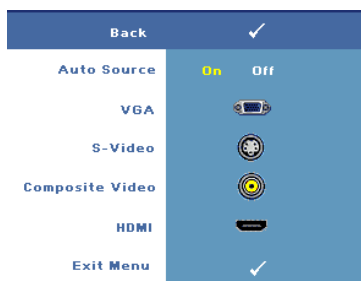 Back
Auto Source On Off
VGA
S-Video
Composite Video
HDMI
Exit Menu